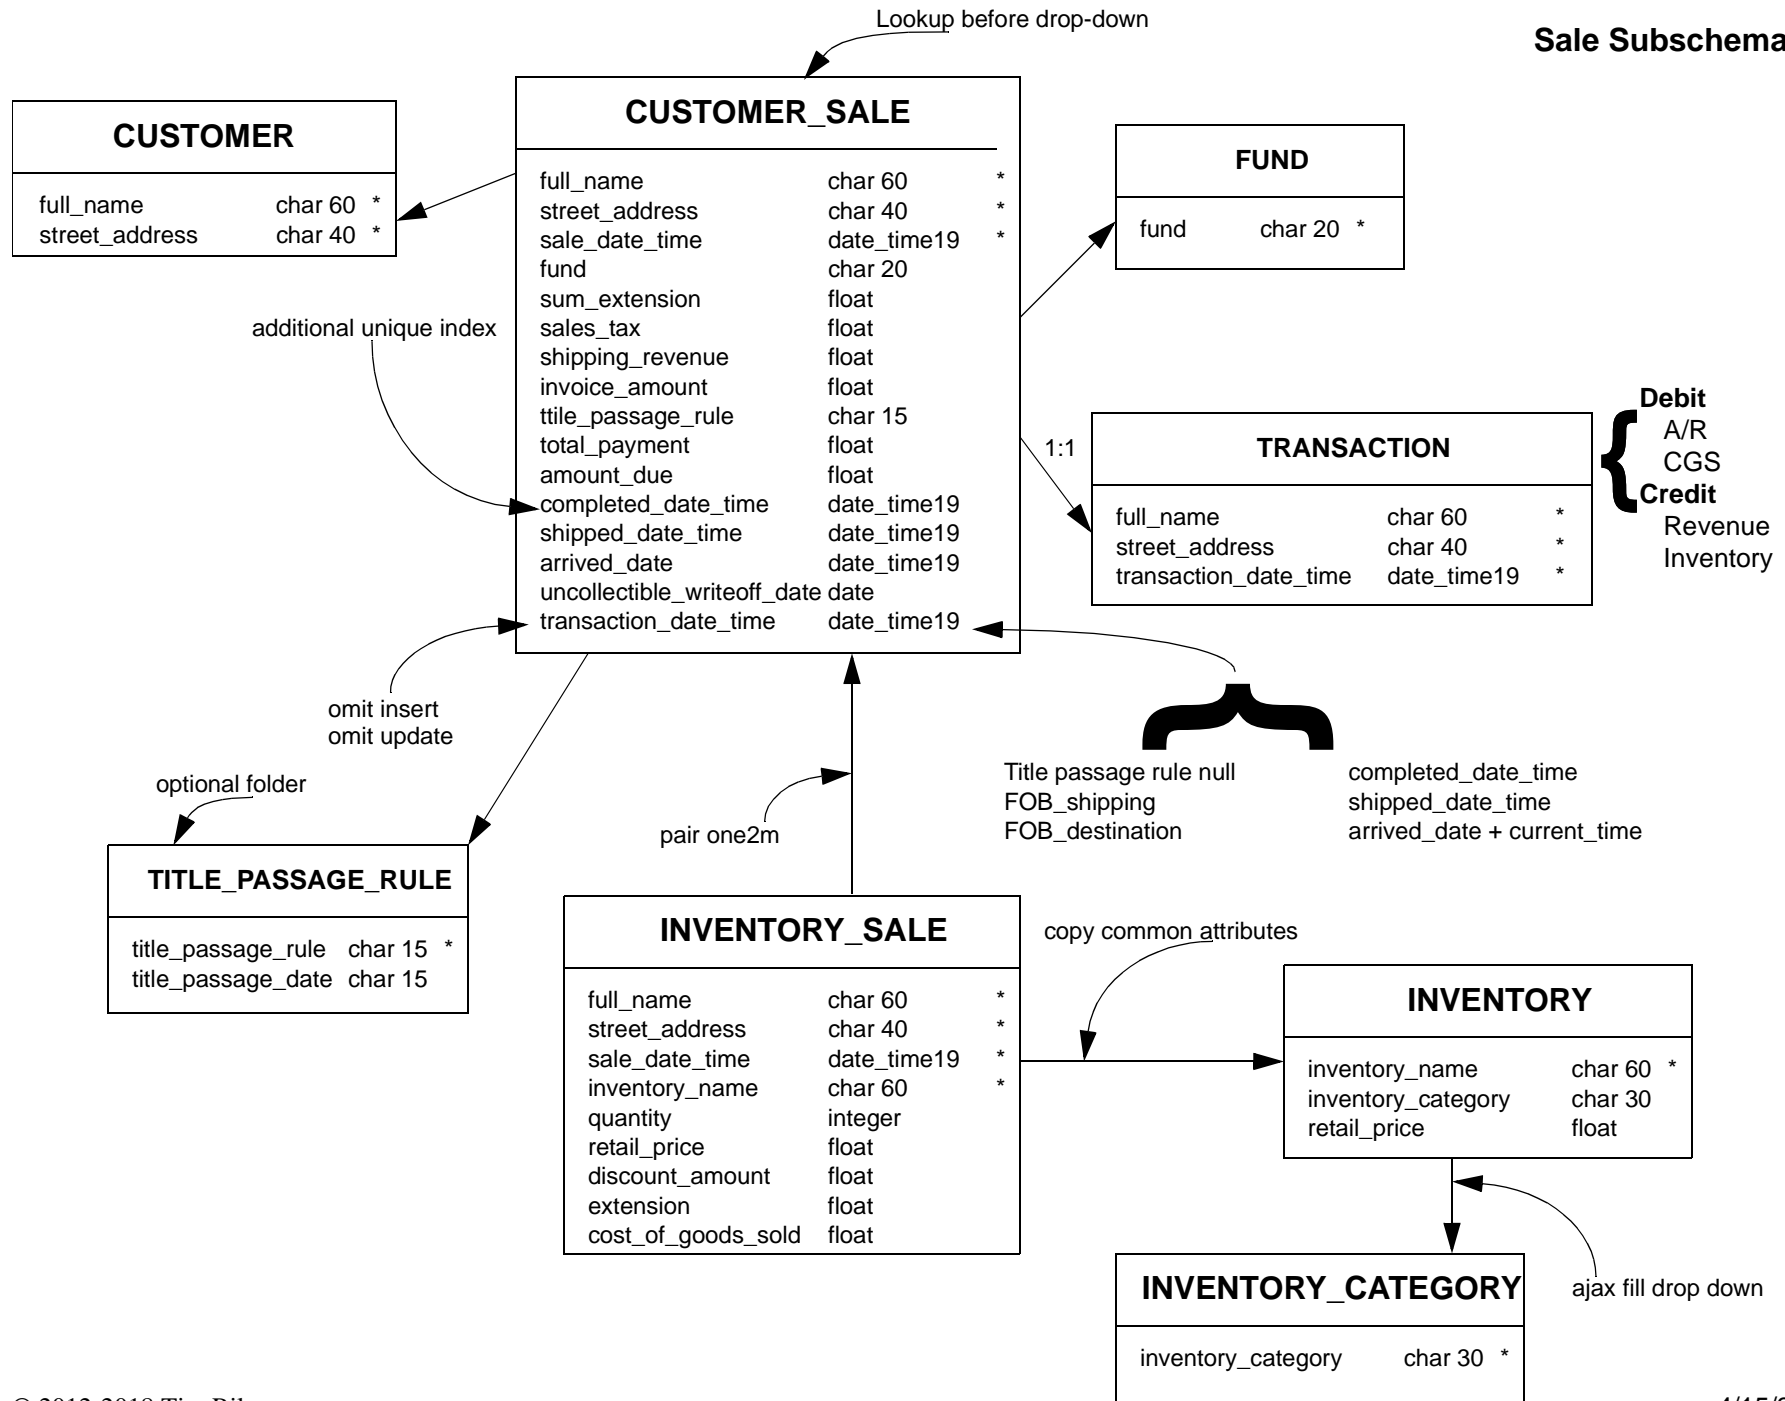 Lookup before drop-down
Sale Subschema
CUSTOMER
full_name char 60 *
street_address char 40 *
CUSTOMER_SALE
full_name char 60 *
street_address char 40 *
sale_date_time date_time19 *
fund char 20
sum_extension float
sales_tax float
shipping_revenue float
invoice_amount float
ttile_passage_rule char 15
total_payment float
amount_due float
completed_date_time date_time19
shipped_date_time date_time19
arrived_date date_time19
uncollectible_writeoff_date date
transaction_date_time date_time19
FUND
fund char 20 *
additional unique index
1:1
TRANSACTION
full_name char 60 *
street_address char 40 *
transaction_date_time date_time19 *
Debit
A/R
CGS
Credit
Revenue
Inventory
omit insert
omit update
optional folder
pair one2m
Title passage rule null completed_date_time
FOB_shipping shipped_date_time
FOB_destination arrived_date + current_time
TITLE_PASSAGE_RULE
title_passage_rule char 15 *
title_passage_date char 15
INVENTORY_SALE
full_name char 60 *
street_address char 40 *
sale_date_time date_time19 *
inventory_name char 60 *
quantity integer
retail_price float
discount_amount float
extension float
cost_of_goods_sold float
copy common attributes
INVENTORY
inventory_name char 60 *
inventory_category char 30
retail_price float
ajax fill drop down
INVENTORY_CATEGORY
inventory_category char 30 *